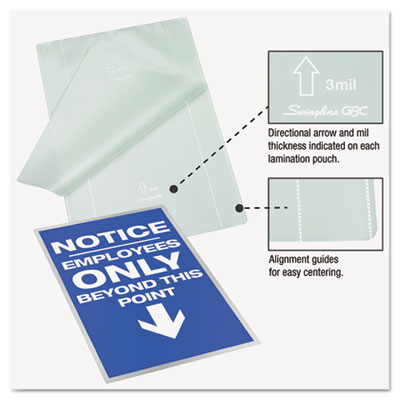 3mil
Swingline GBC
Directional arrow and mil
thickness indicated on each
lamination pouch.
3mil
Alignment guides
for easy centering.
NOTICE
EMPLOYEES
ONLY
BEYOND THIS
POINT